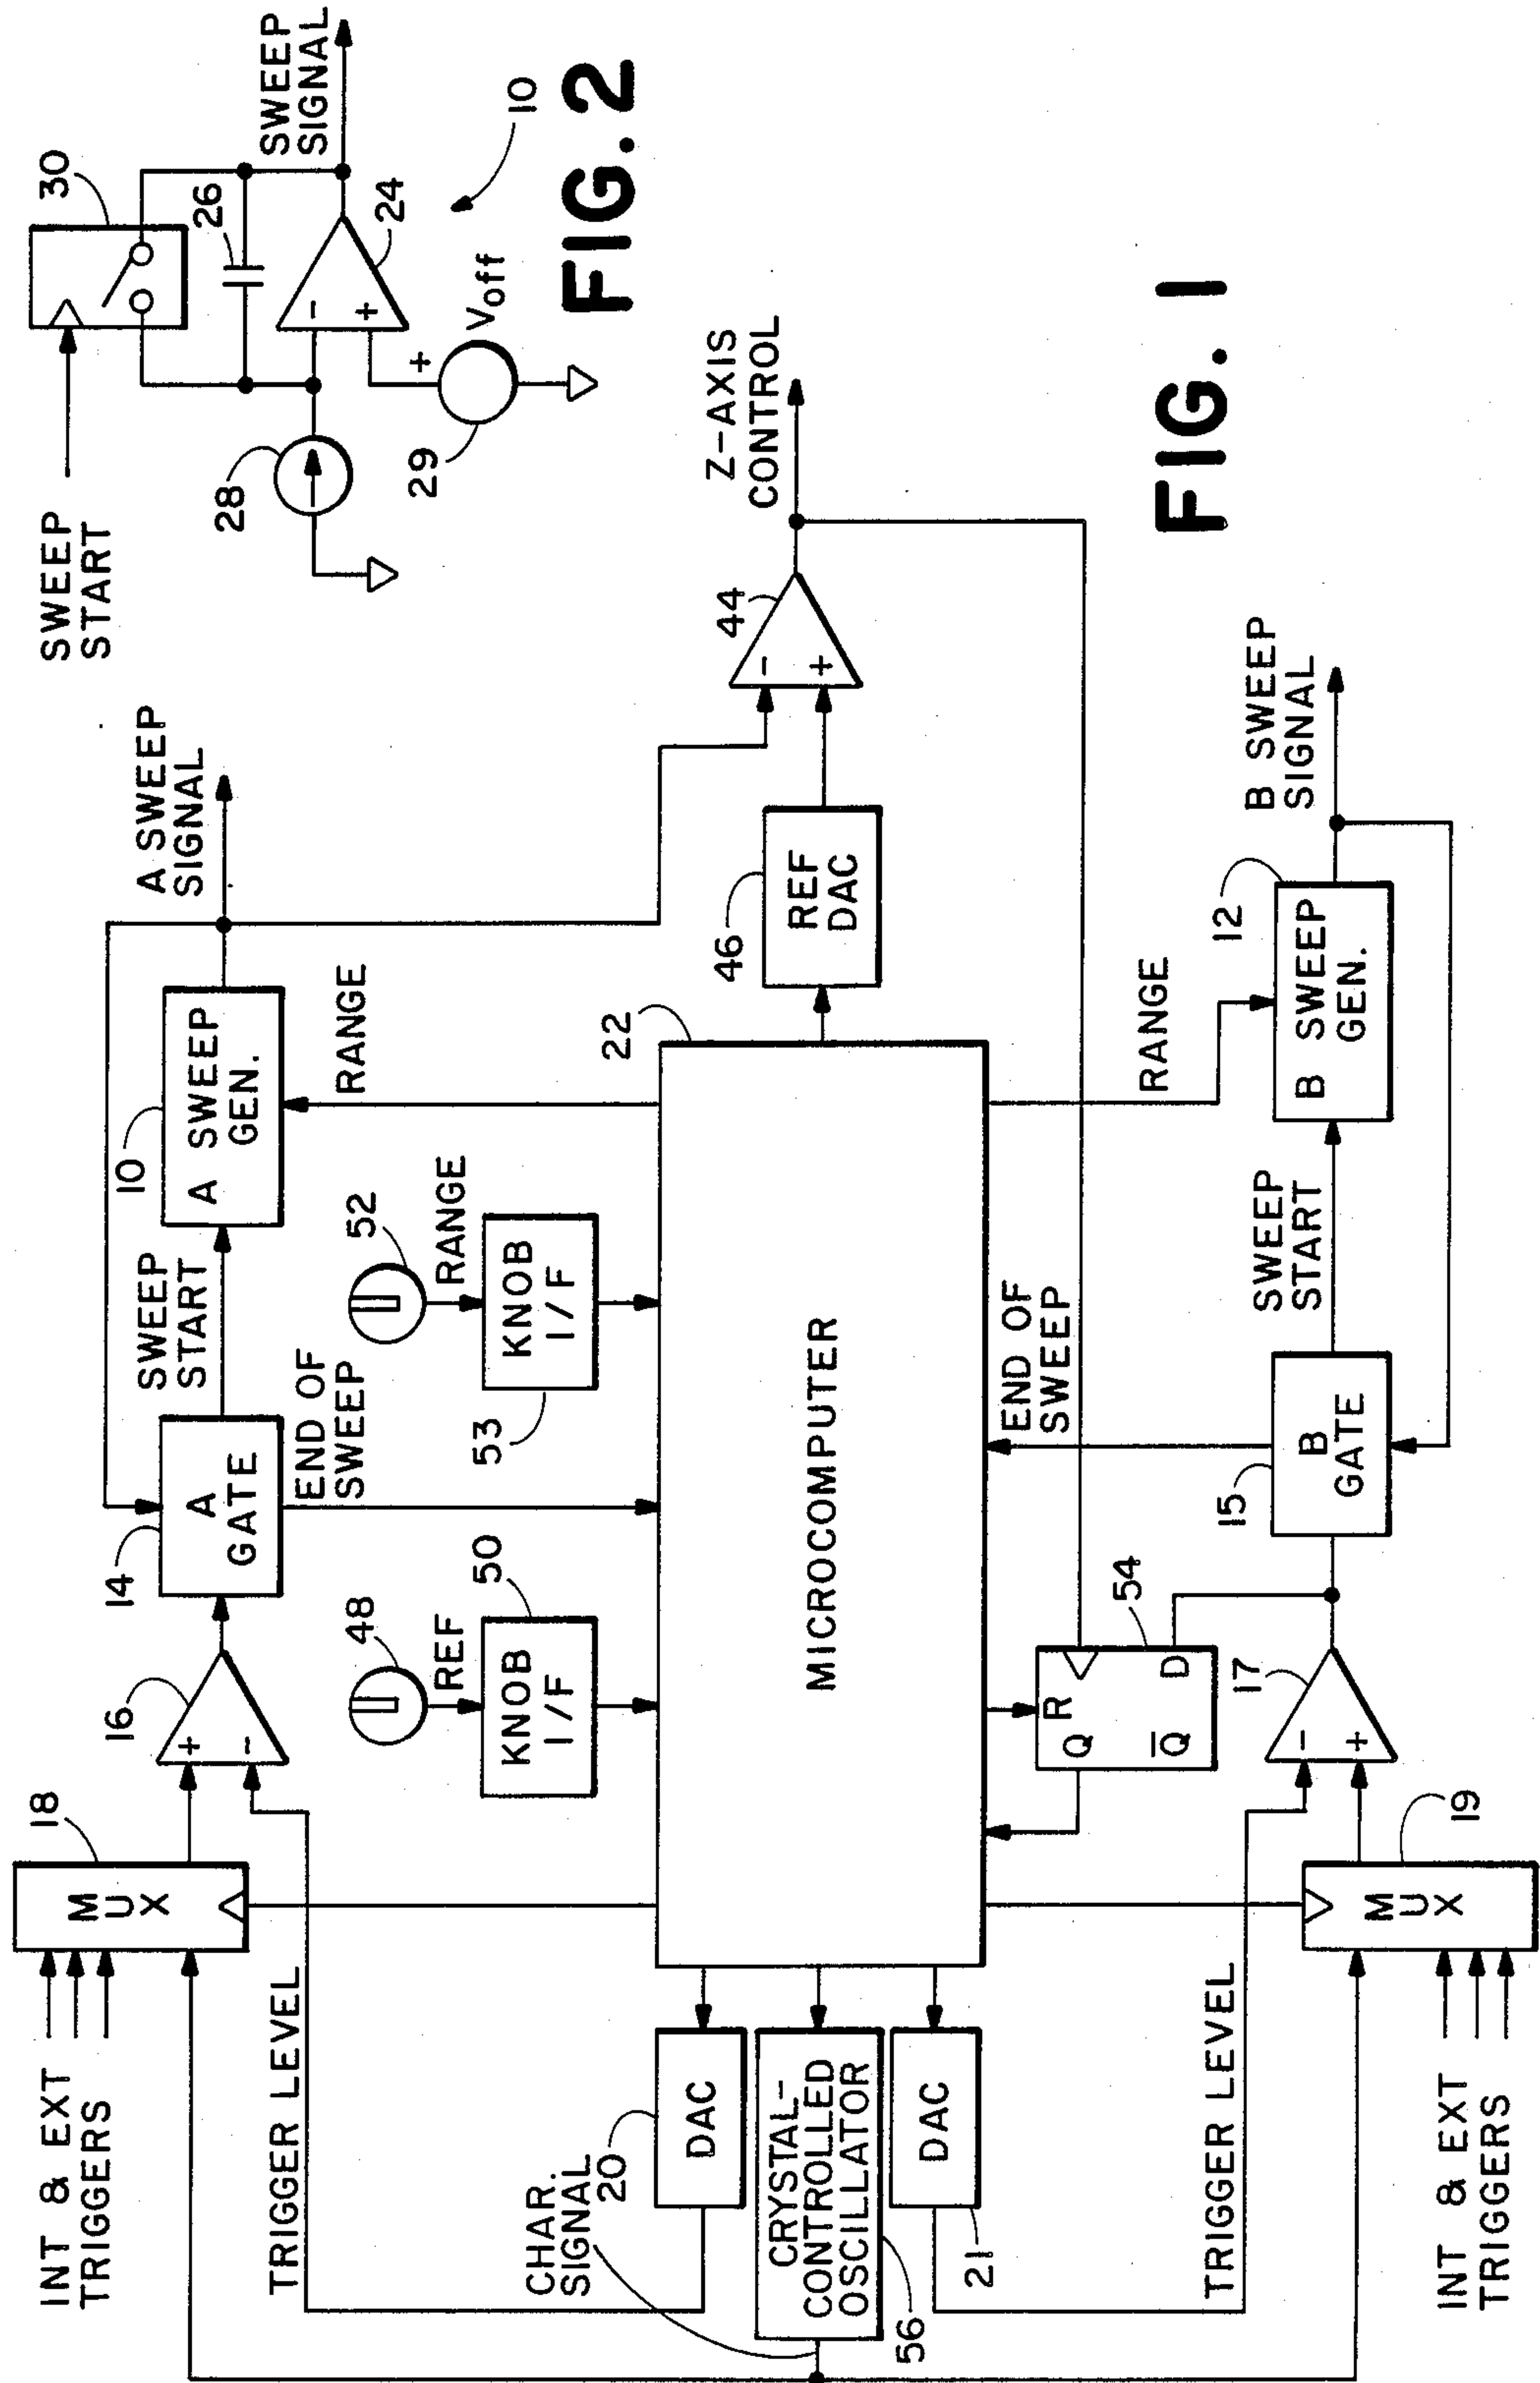 INT & EXT
TRIGGERS
18
M
U
X
TRIGGER LEVEL
16
+
-
14
A
GATE
SWEEP
START
END OF
SWEEP
10
A SWEEP
GEN.
A SWEEP
SIGNAL
RANGE
48
REF
50
KNOB
I/F
52
RANGE
53
KNOB
I/F
CHAR.
SIGNAL
20
DAC
CRYSTAL-
CONTROLLED
OSCILLATOR
56
DAC
21
MICROCOMPUTER
22
46
REF
DAC
44
-
+
Z-AXIS
CONTROL
R
Q
Q̅
D
54
END OF
SWEEP
RANGE
TRIGGER LEVEL
INT & EXT
TRIGGERS
M
U
X
19
17
-
+
15
B
GATE
SWEEP
START
12
B SWEEP
GEN.
B SWEEP
SIGNAL
FIG. 1
SWEEP
START
30
26
28
-
+
24
+
29
Voff
SWEEP
SIGNAL
10
FIG. 2